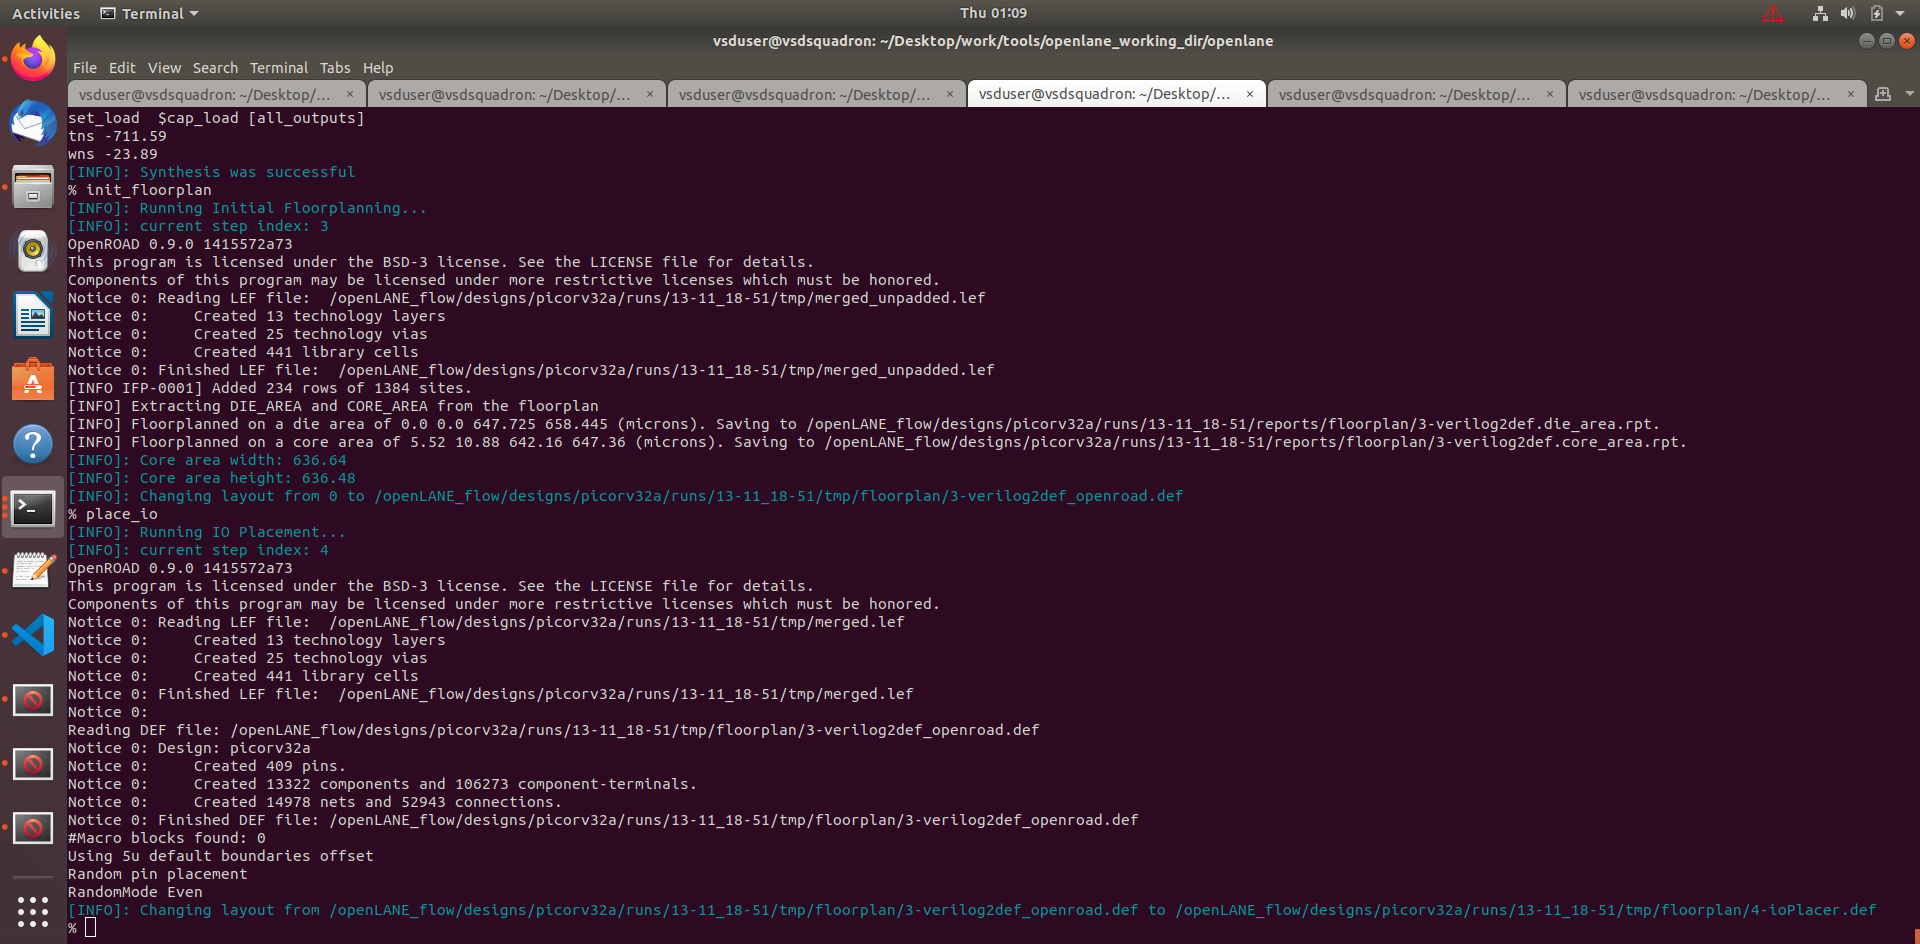 Activities
Terminal
Thu 01:09
vsduser@vsdsquadron: ~/Desktop/work/tools/openlane_working_dir/openlane
File Edit View Search Terminal Tabs Help
vsduser@vsdsquadron: ~/Desktop/... ×
vsduser@vsdsquadron: ~/Desktop/... ×
vsduser@vsdsquadron: ~/Desktop/... ×
vsduser@vsdsquadron: ~/Desktop/... ×
vsduser@vsdsquadron: ~/Desktop/... ×
vsduser@vsdsquadron: ~/Desktop/... ×
set_load  $cap_load [all_outputs]
tns -711.59
wns -23.89
[INFO]: Synthesis was successful
% init_floorplan
[INFO]: Running Initial Floorplanning...
[INFO]: current step index: 3
OpenROAD 0.9.0 1415572a73
This program is licensed under the BSD-3 license. See the LICENSE file for details.
Components of this program may be licensed under more restrictive licenses which must be honored.
Notice 0: Reading LEF file:  /openLANE_flow/designs/picorv32a/runs/13-11_18-51/tmp/merged_unpadded.lef
Notice 0:     Created 13 technology layers
Notice 0:     Created 25 technology vias
Notice 0:     Created 441 library cells
Notice 0: Finished LEF file:  /openLANE_flow/designs/picorv32a/runs/13-11_18-51/tmp/merged_unpadded.lef
[INFO IFP-0001] Added 234 rows of 1384 sites.
[INFO] Extracting DIE_AREA and CORE_AREA from the floorplan
[INFO] Floorplanned on a die area of 0.0 0.0 647.725 658.445 (microns). Saving to /openLANE_flow/designs/picorv32a/runs/13-11_18-51/reports/floorplan/3-verilog2def.die_area.rpt.
[INFO] Floorplanned on a core area of 5.52 10.88 642.16 647.36 (microns). Saving to /openLANE_flow/designs/picorv32a/runs/13-11_18-51/reports/floorplan/3-verilog2def.core_area.rpt.
[INFO]: Core area width: 636.64
[INFO]: Core area height: 636.48
[INFO]: Changing layout from 0 to /openLANE_flow/designs/picorv32a/runs/13-11_18-51/tmp/floorplan/3-verilog2def_openroad.def
% place_io
[INFO]: Running IO Placement...
[INFO]: current step index: 4
OpenROAD 0.9.0 1415572a73
This program is licensed under the BSD-3 license. See the LICENSE file for details.
Components of this program may be licensed under more restrictive licenses which must be honored.
Notice 0: Reading LEF file:  /openLANE_flow/designs/picorv32a/runs/13-11_18-51/tmp/merged.lef
Notice 0:     Created 13 technology layers
Notice 0:     Created 25 technology vias
Notice 0:     Created 441 library cells
Notice 0: Finished LEF file:  /openLANE_flow/designs/picorv32a/runs/13-11_18-51/tmp/merged.lef
Notice 0:
Reading DEF file: /openLANE_flow/designs/picorv32a/runs/13-11_18-51/tmp/floorplan/3-verilog2def_openroad.def
Notice 0: Design: picorv32a
Notice 0:     Created 409 pins.
Notice 0:     Created 13322 components and 106273 component-terminals.
Notice 0:     Created 14978 nets and 52943 connections.
Notice 0: Finished DEF file: /openLANE_flow/designs/picorv32a/runs/13-11_18-51/tmp/floorplan/3-verilog2def_openroad.def
#Macro blocks found: 0
Using 5u default boundaries offset
Random pin placement
RandomMode Even
[INFO]: Changing layout from /openLANE_flow/designs/picorv32a/runs/13-11_18-51/tmp/floorplan/3-verilog2def_openroad.def to /openLANE_flow/designs/picorv32a/runs/13-11_18-51/tmp/floorplan/4-ioPlacer.def
%